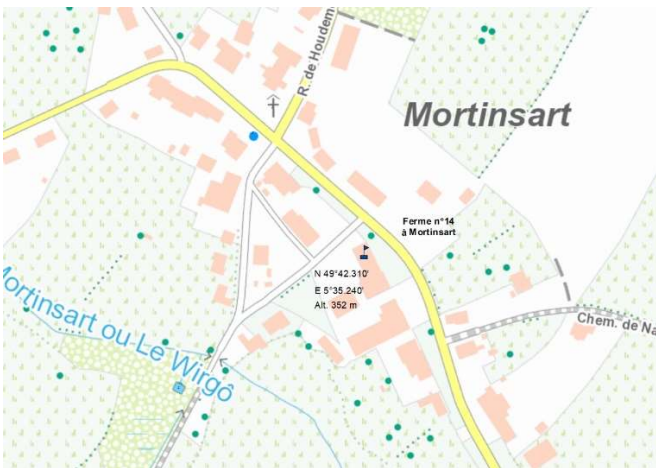 R. de Houdem
Mortinsart
Ferme n°14
à Mortinsart
N 49°42.310'
E 5°35.240'
Alt. 352 m
Mortinsart ou Le Wirgô
Chem. de Na